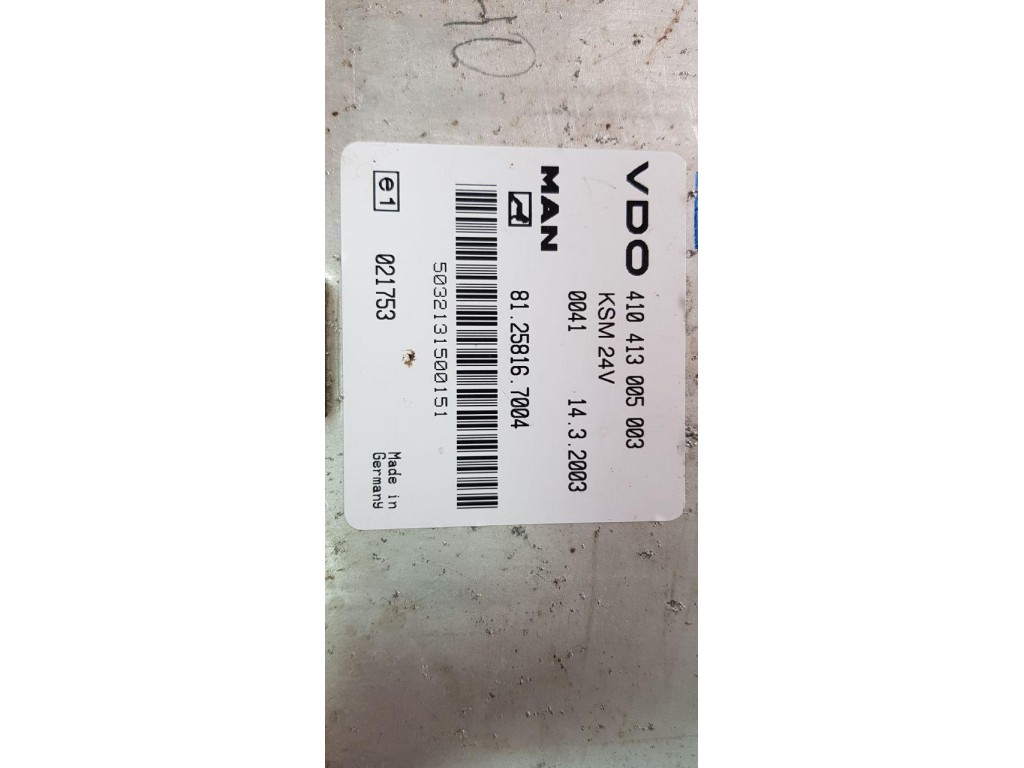 40
VDO 410 413 005 003
KSM 24V
0041 14.3.2003
MAN
81.25816.7004
5032131500151
e1 021753
Made in
Germany